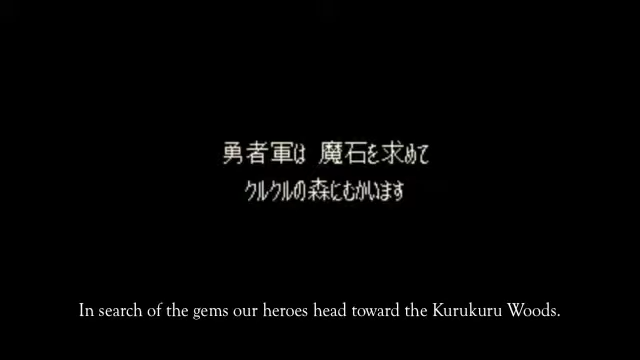 勇者軍は 魔石を求めて
クルクルの森にむかいます
In search of the gems our heroes head toward the Kurukuru Woods.